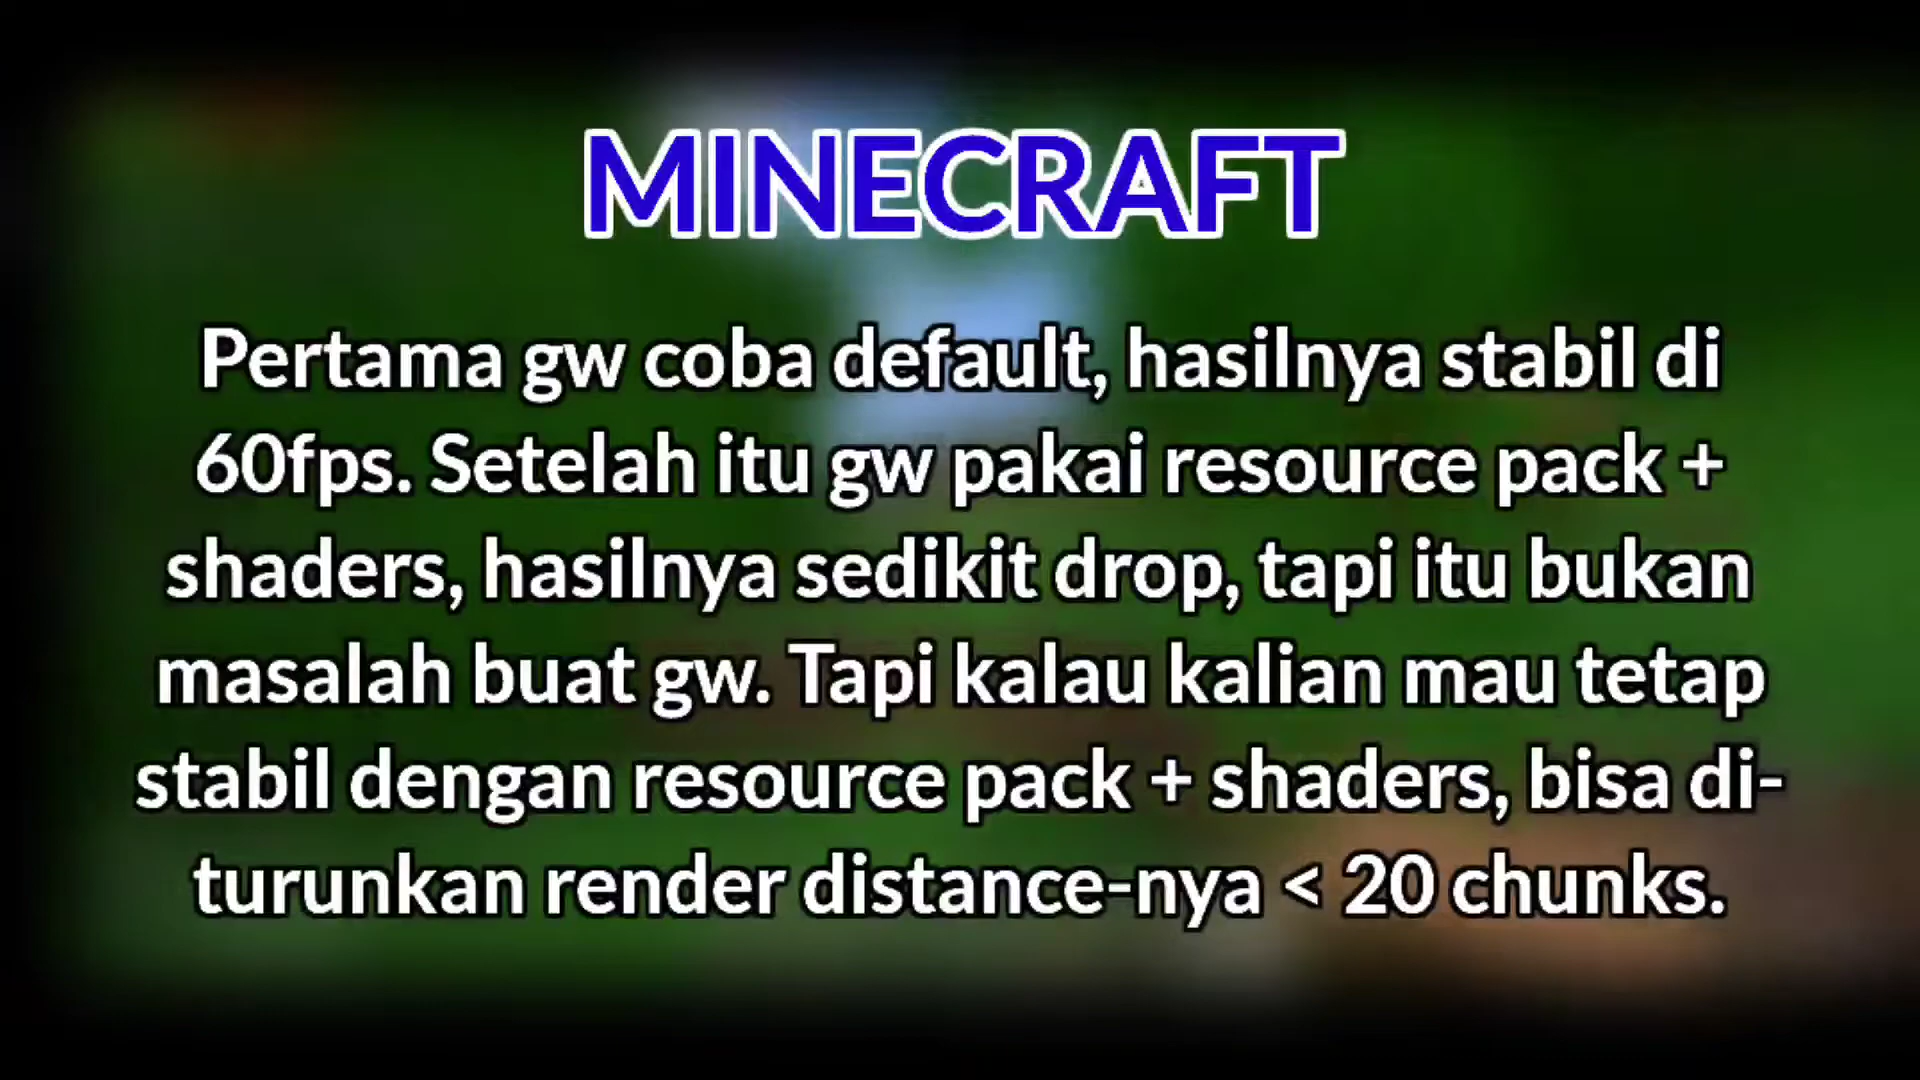 MINECRAFT
Pertama gw coba default, hasilnya stabil di
60fps. Setelah itu gw pakai resource pack +
shaders, hasilnya sedikit drop, tapi itu bukan
masalah buat gw. Tapi kalau kalian mau tetap
stabil dengan resource pack + shaders, bisa di-
turunkan render distance-nya < 20 chunks.